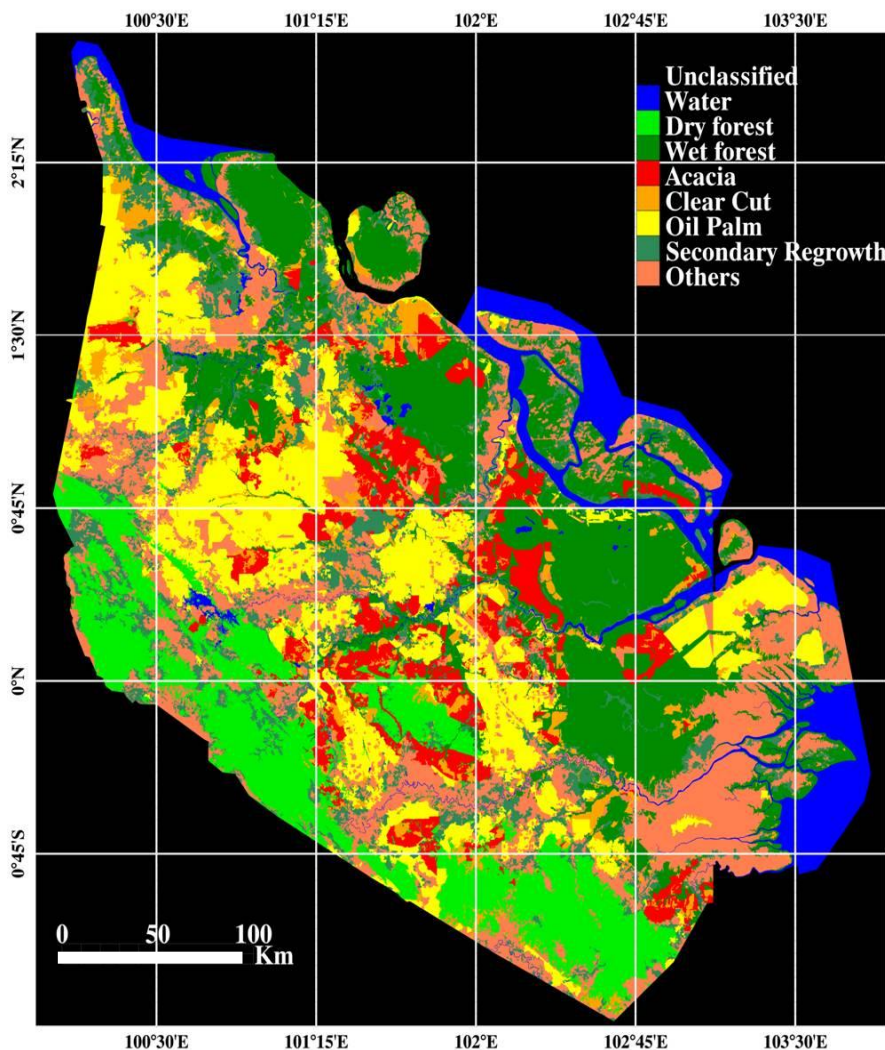 100°30'E 101°15'E 102°E 102°45'E 103°30'E
Unclassified
Water
Dry forest
Wet forest
Acacia
Clear Cut
Oil Palm
Secondary Regrowth
Others
2°15'N
1°30'N
0°45'N
0°N
0°45'S
0 50 100
Km
100°30'E 101°15'E 102°E 102°45'E 103°30'E